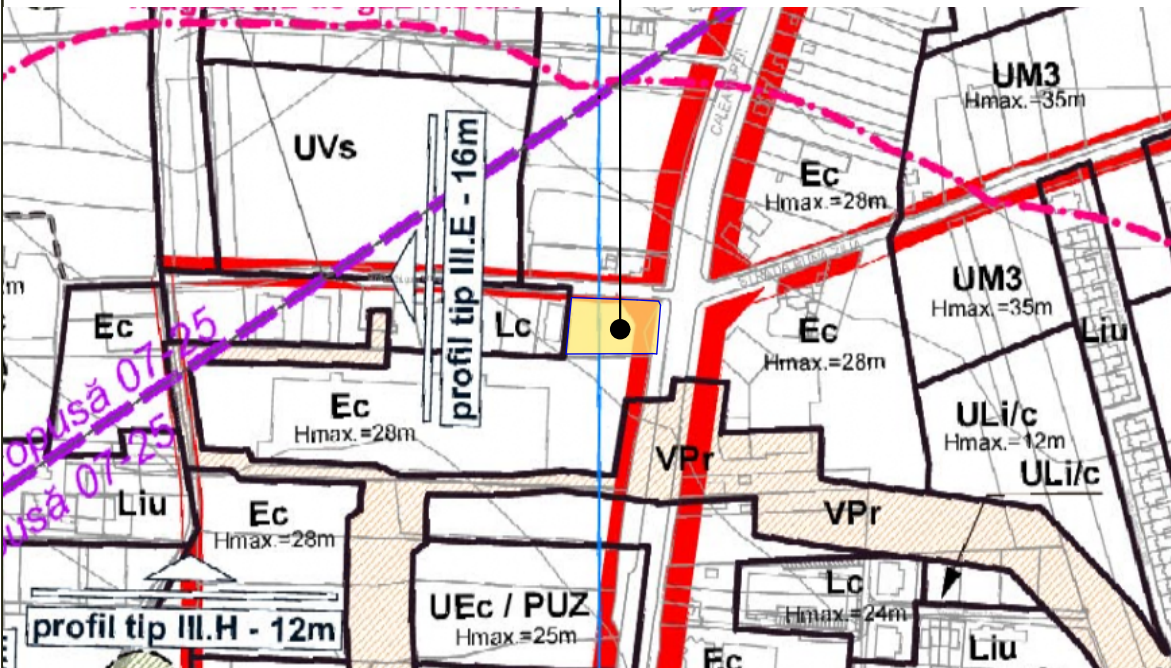 UM3
Hmax.=35m
UVs
profil tip III.E - 16m
Ec
Hmax.=28m
UM3
Hmax.=35m
Ec
Lc
Ec
Hmax.=28m
Liu
opusă 07-25
usă 07-25
Ec
Hmax.=28m
ULi/c
Hmax.=12m
ULi/c
VPr
VPr
Liu
Ec
Hmax.=28m
UEc / PUZ
Hmax.=25m
Lc
Hmax.=24m
profil tip III.H - 12m
Liu
Ec